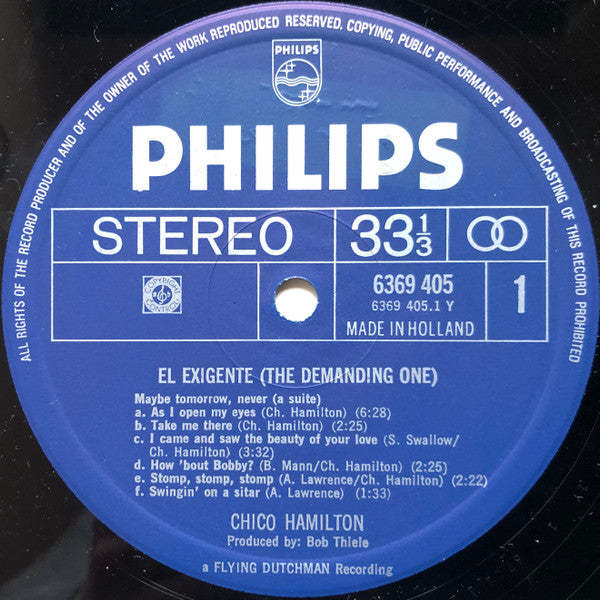 ALL RIGHTS OF THE RECORD PRODUCER AND OF THE OWNER OF THE WORK REPRODUCED RESERVED. COPYING, PUBLIC PERFORMANCE AND BROADCASTING OF THIS RECORD PROHIBITED
PHILIPS
PHILIPS
STEREO
33 1/3
6369 405
6369 405.1 Y
MADE IN HOLLAND
1
COPYRIGHT CONTROL
EL EXIGENTE (THE DEMANDING ONE)
Maybe tomorrow, never (a suite)
a. As I open my eyes (Ch. Hamilton) (6:28)
b. Take me there (Ch. Hamilton) (2:25)
c. I came and saw the beauty of your love (S. Swallow/
Ch. Hamilton) (3:32)
d. How 'bout Bobby? (B. Mann/Ch. Hamilton) (2:25)
e. Stomp, stomp, stomp (A. Lawrence/Ch. Hamilton) (2:22)
f. Swingin' on a sitar (A. Lawrence) (1:33)
CHICO HAMILTON
Produced by: Bob Thiele
a FLYING DUTCHMAN Recording